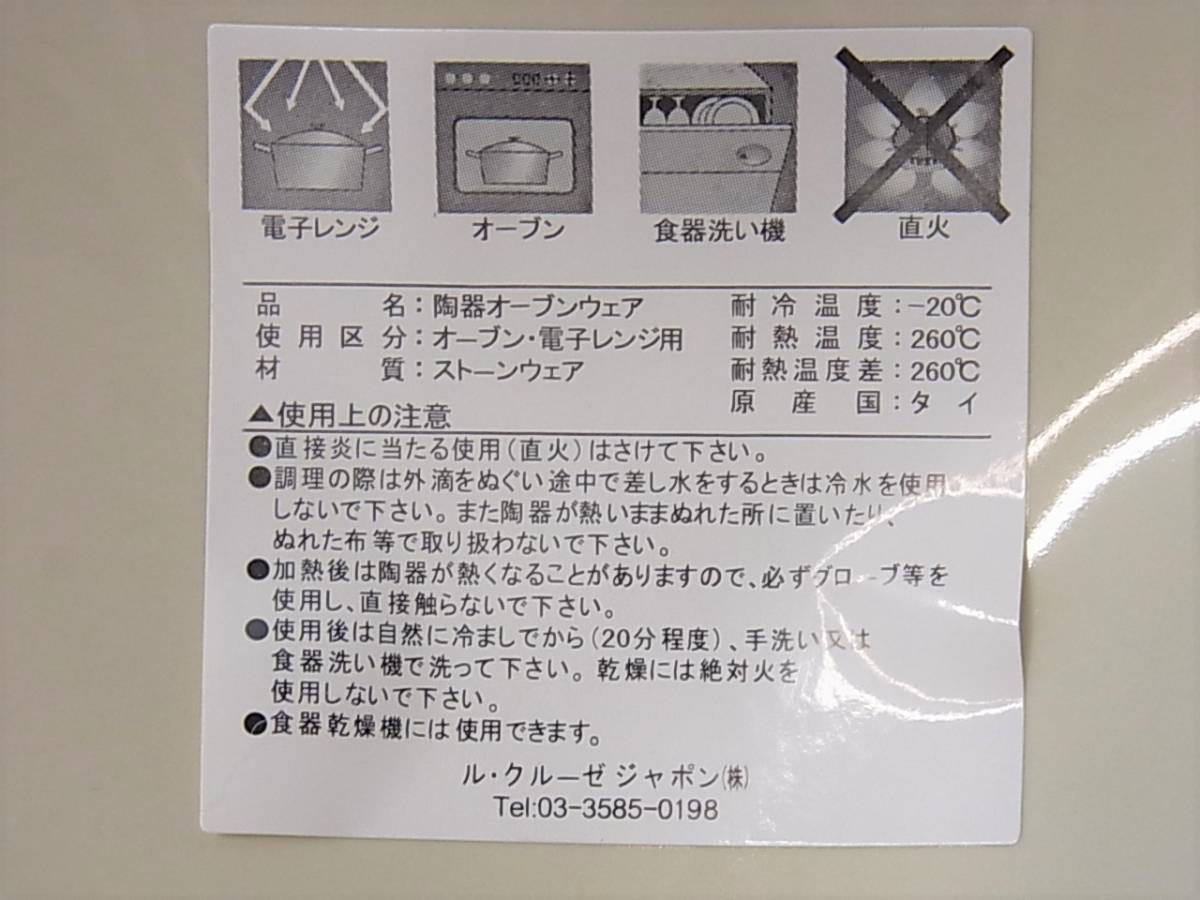 電子レンジ オーブン 食器洗い機 直火
品名：陶器オーブンウェア 耐冷温度：-20℃
使用区分：オーブン・電子レンジ用 耐熱温度：260℃
材質：ストーンウェア 耐熱温度差：260℃
原産国：タイ
▲使用上の注意
●直接炎に当たる使用（直火）はさけて下さい。
●調理の際は外滴をぬぐい途中で差し水をするときは冷水を使用
しないで下さい。また陶器が熱いままぬれた所に置いたり、
ぬれた布等で取り扱わないで下さい。
●加熱後は陶器が熱くなることがありますので、必ずグローブ等を
使用し、直接触らないで下さい。
●使用後は自然に冷ましでから（20分程度）、手洗い又は
食器洗い機で洗って下さい。乾燥には絶対火を
使用しないで下さい。
●食器乾燥機には使用できます。
ル・クルーゼジャポン㈱
Tel:03-3585-0198